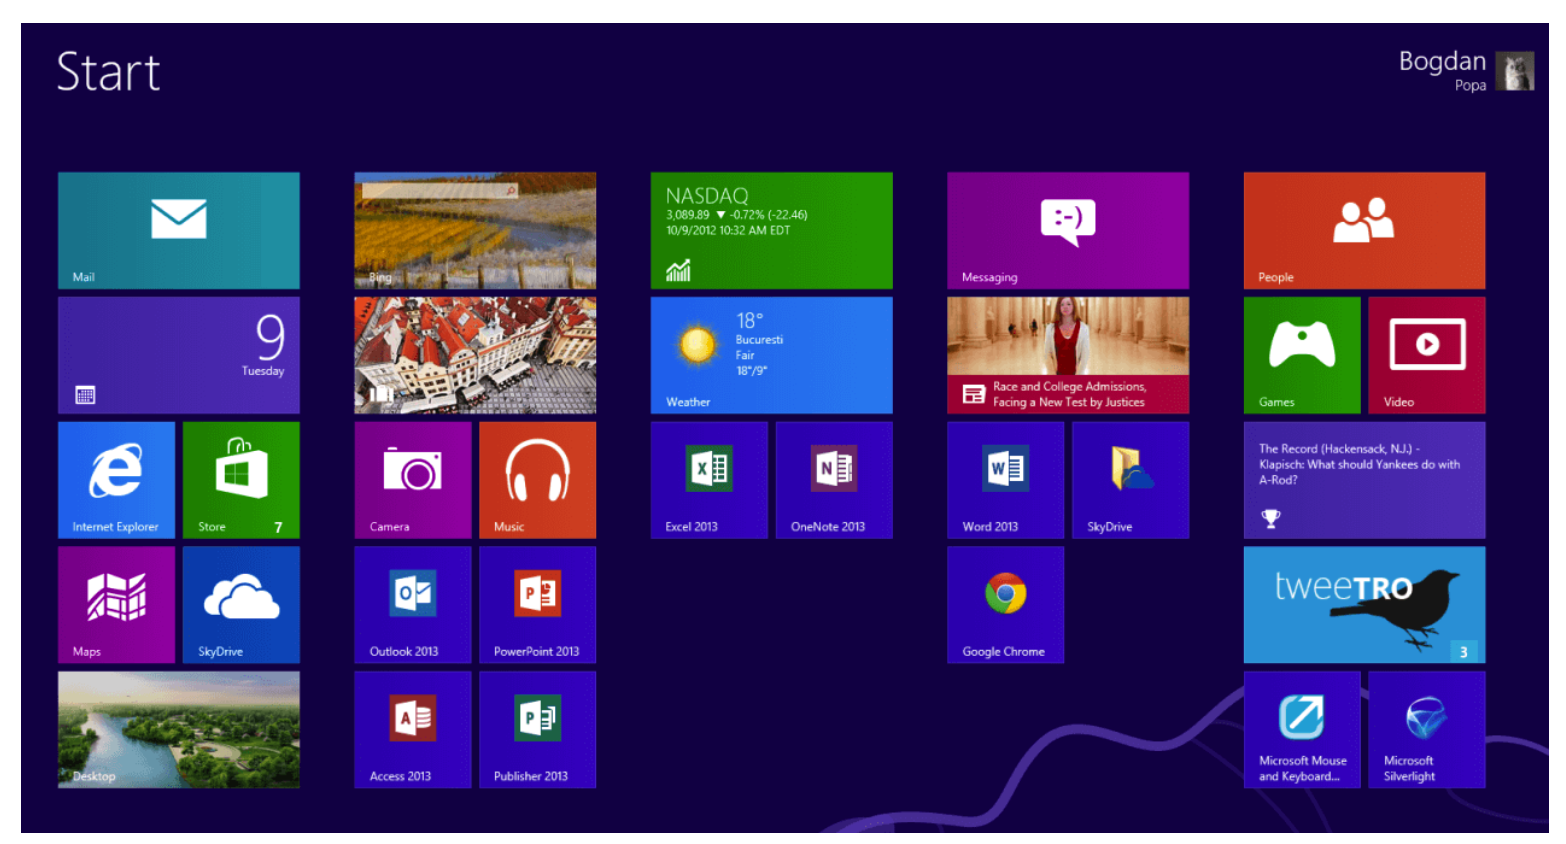 Start
Bogdan
Popa
Mail
9
Tuesday
Internet Explorer
Store
7
Maps
SkyDrive
Desktop
Bing
Camera
Music
Outlook 2013
PowerPoint 2013
Access 2013
Publisher 2013
NASDAQ
3,089.89 ▼ -0.72% (-22.46)
10/9/2012 10:32 AM EDT
18°
Bucuresti
Fair
18°/9°
Weather
Excel 2013
OneNote 2013
:-)
Messaging
Race and College Admissions,
Facing a New Test by Justices
Word 2013
SkyDrive
Google Chrome
People
Games
Video
The Record (Hackensack, N.J.) -
Klapisch: What should Yankees do with
A-Rod?
tweeTRO
3
Microsoft Mouse
and Keyboard...
Microsoft
Silverlight